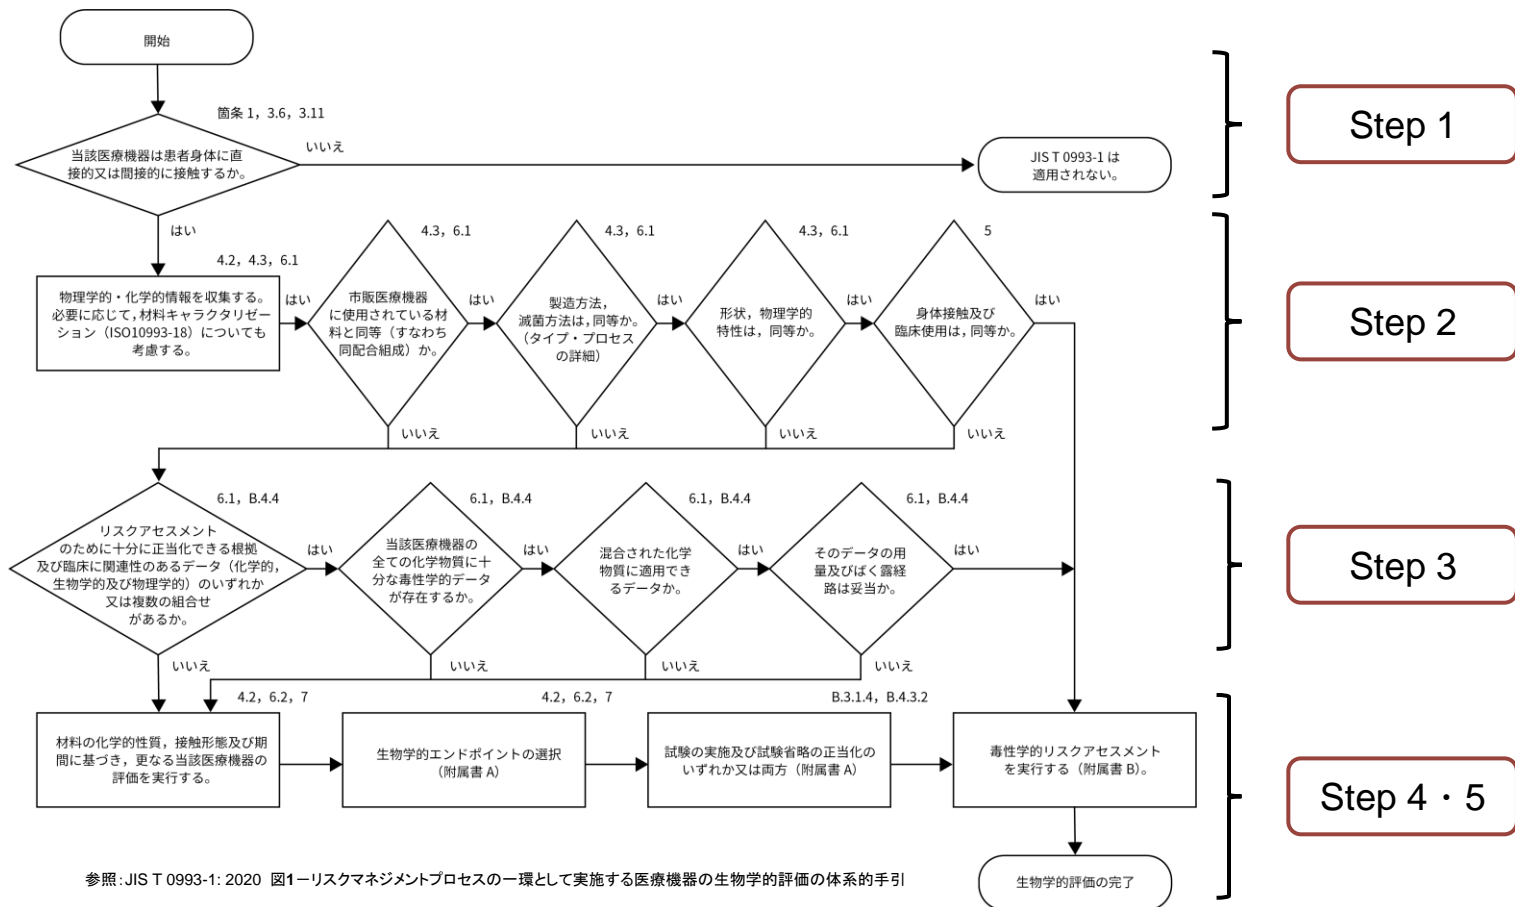 開始
箇条 1，3.6，3.11
当該医療機器は患者身体に直
接的又は間接的に接触するか。
いいえ
JIS T 0993-1 は
適用されない。
Step 1
はい
4.2，4.3，6.1
物理学的・化学的情報を収集する。
必要に応じて，材料キャラクタリゼー
ション（ISO10993-18）についても
考慮する。
はい
4.3，6.1
市販医療機器
に使用されている材
料と同等（すなわち
同配合組成）か。
いいえ
はい
4.3，6.1
製造方法，
滅菌方法は，同等か。
（タイプ・プロセス
の詳細）
いいえ
はい
4.3，6.1
形状，物理学的
特性は，同等か。
いいえ
はい
5
身体接触及び
臨床使用は，同等か。
はい
いいえ
Step 2
6.1，B.4.4
リスクアセスメント
のために十分に正当化できる根拠
及び臨床に関連性のあるデータ（化学的，
生物学的及び物理学的）のいずれか
又は複数の組合せ
があるか。
いいえ
はい
6.1，B.4.4
当該医療機器の
全ての化学物質に十
分な毒性学的データ
が存在するか。
いいえ
はい
6.1，B.4.4
混合された化学
物質に適用でき
るデータか。
いいえ
はい
6.1，B.4.4
そのデータの用
量及びばく露経
路は妥当か。
はい
いいえ
Step 3
4.2，6.2，7
材料の化学的性質，接触形態及び期
間に基づき，更なる当該医療機器の
評価を実行する。
4.2，6.2，7
生物学的エンドポイントの選択
（附属書 A）
B.3.1.4，B.4.3.2
試験の実施及び試験省略の正当化の
いずれか又は両方（附属書 A）
毒性学的リスクアセスメント
を実行する（附属書 B）。
Step 4・5
生物学的評価の完了
参照：JIS T 0993-1: 2020 図1－リスクマネジメントプロセスの一環として実施する医療機器の生物学的評価の体系的手引